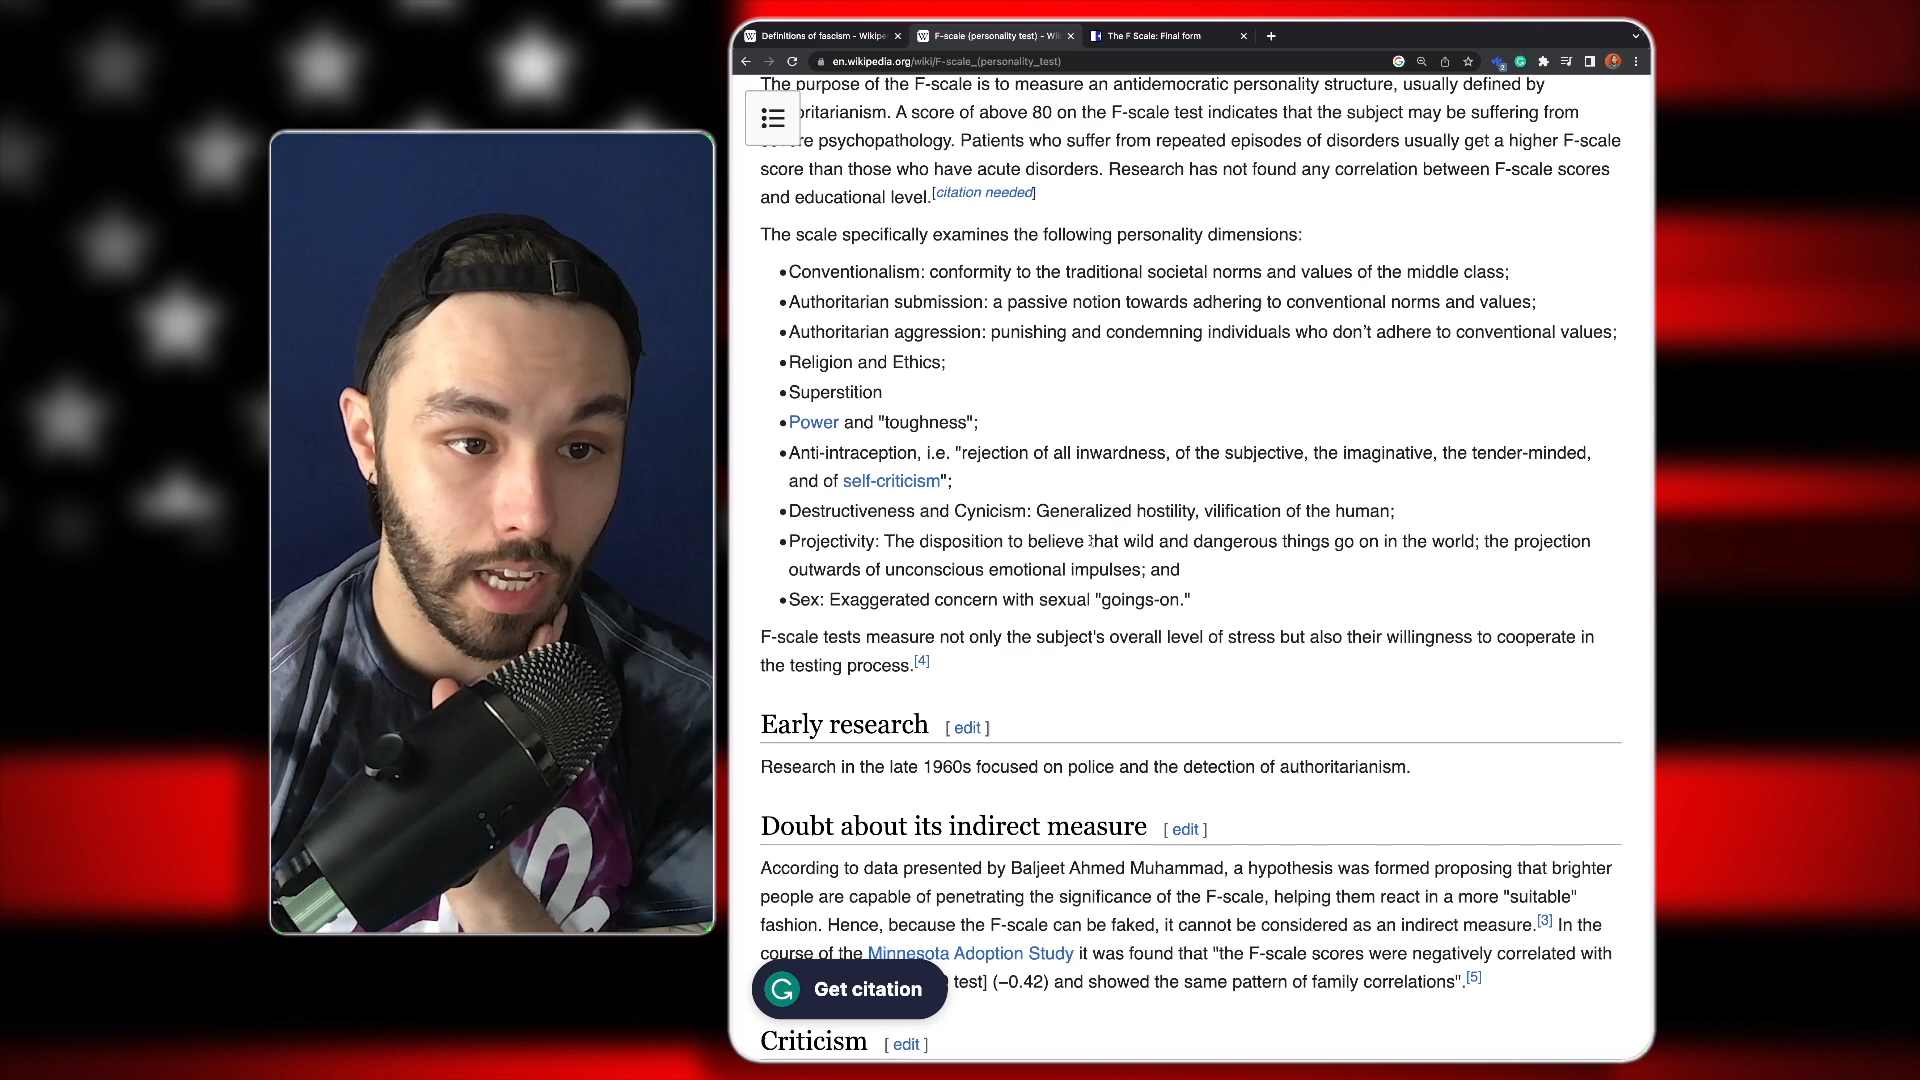 Definitions of fascism - Wikipe
F-scale (personality test) - Wi
The F Scale: Final form
en.wikipedia.org/wiki/F-scale_(personality_test)
The purpose of the F-scale is to measure an antidemocratic personality structure, usually defined by
oritarianism. A score of above 80 on the F-scale test indicates that the subject may be suffering from
re psychopathology. Patients who suffer from repeated episodes of disorders usually get a higher F-scale
score than those who have acute disorders. Research has not found any correlation between F-scale scores
and educational level.[citation needed]
The scale specifically examines the following personality dimensions:
•Conventionalism: conformity to the traditional societal norms and values of the middle class;
•Authoritarian submission: a passive notion towards adhering to conventional norms and values;
•Authoritarian aggression: punishing and condemning individuals who don't adhere to conventional values;
•Religion and Ethics;
•Superstition
•Power and "toughness";
•Anti-intraception, i.e. "rejection of all inwardness, of the subjective, the imaginative, the tender-minded,
and of self-criticism";
•Destructiveness and Cynicism: Generalized hostility, vilification of the human;
•Projectivity: The disposition to believe that wild and dangerous things go on in the world; the projection
outwards of unconscious emotional impulses; and
•Sex: Exaggerated concern with sexual "goings-on."
F-scale tests measure not only the subject's overall level of stress but also their willingness to cooperate in
the testing process.[4]
Early research [ edit ]
Research in the late 1960s focused on police and the detection of authoritarianism.
Doubt about its indirect measure [ edit ]
According to data presented by Baljeet Ahmed Muhammad, a hypothesis was formed proposing that brighter
people are capable of penetrating the significance of the F-scale, helping them react in a more "suitable"
fashion. Hence, because the F-scale can be faked, it cannot be considered as an indirect measure.[3] In the
course of the Minnesota Adoption Study it was found that "the F-scale scores were negatively correlated with
Get citation
test] (−0.42) and showed the same pattern of family correlations".[5]
Criticism [ edit ]